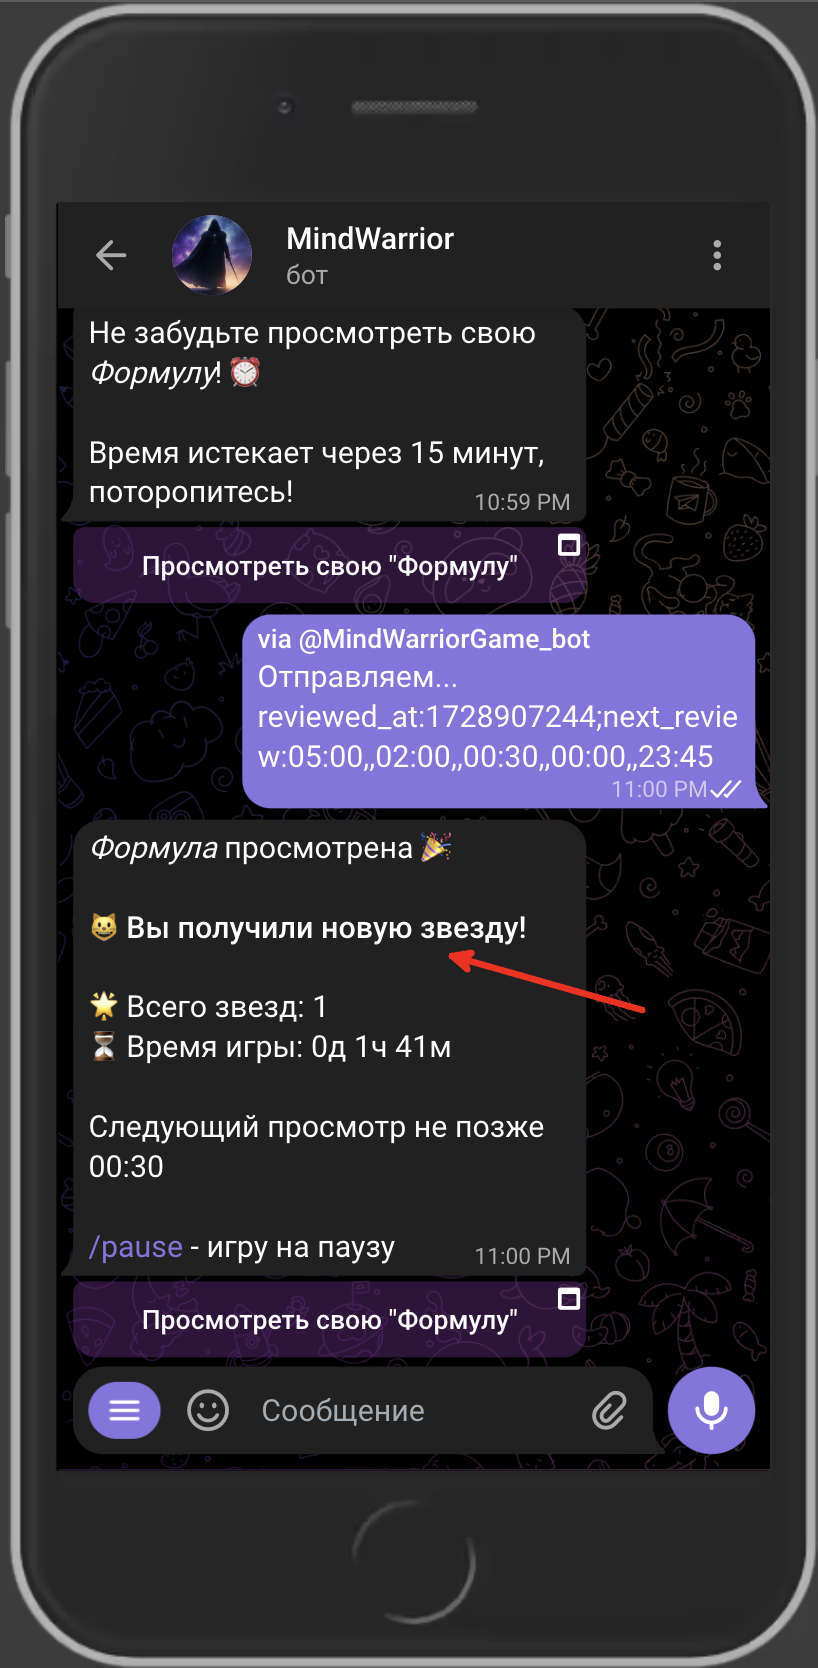 MindWarrior
бот
Не забудьте просмотреть свою
Формулу! ⏰
Время истекает через 15 минут,
поторопитесь!
10:59 PM
Просмотреть свою "Формулу"
via @MindWarriorGame_bot
Отправляем...
reviewed_at:1728907244;next_revie
w:05:00,,02:00,,00:30,,00:00,,23:45
11:00 PM
Формула просмотрена 🎉
😺 Вы получили новую звезду!
🌟 Всего звезд: 1
⏳ Время игры: 0д 1ч 41м
Следующий просмотр не позже
00:30
/pause - игру на паузу
11:00 PM
Просмотреть свою "Формулу"
Сообщение